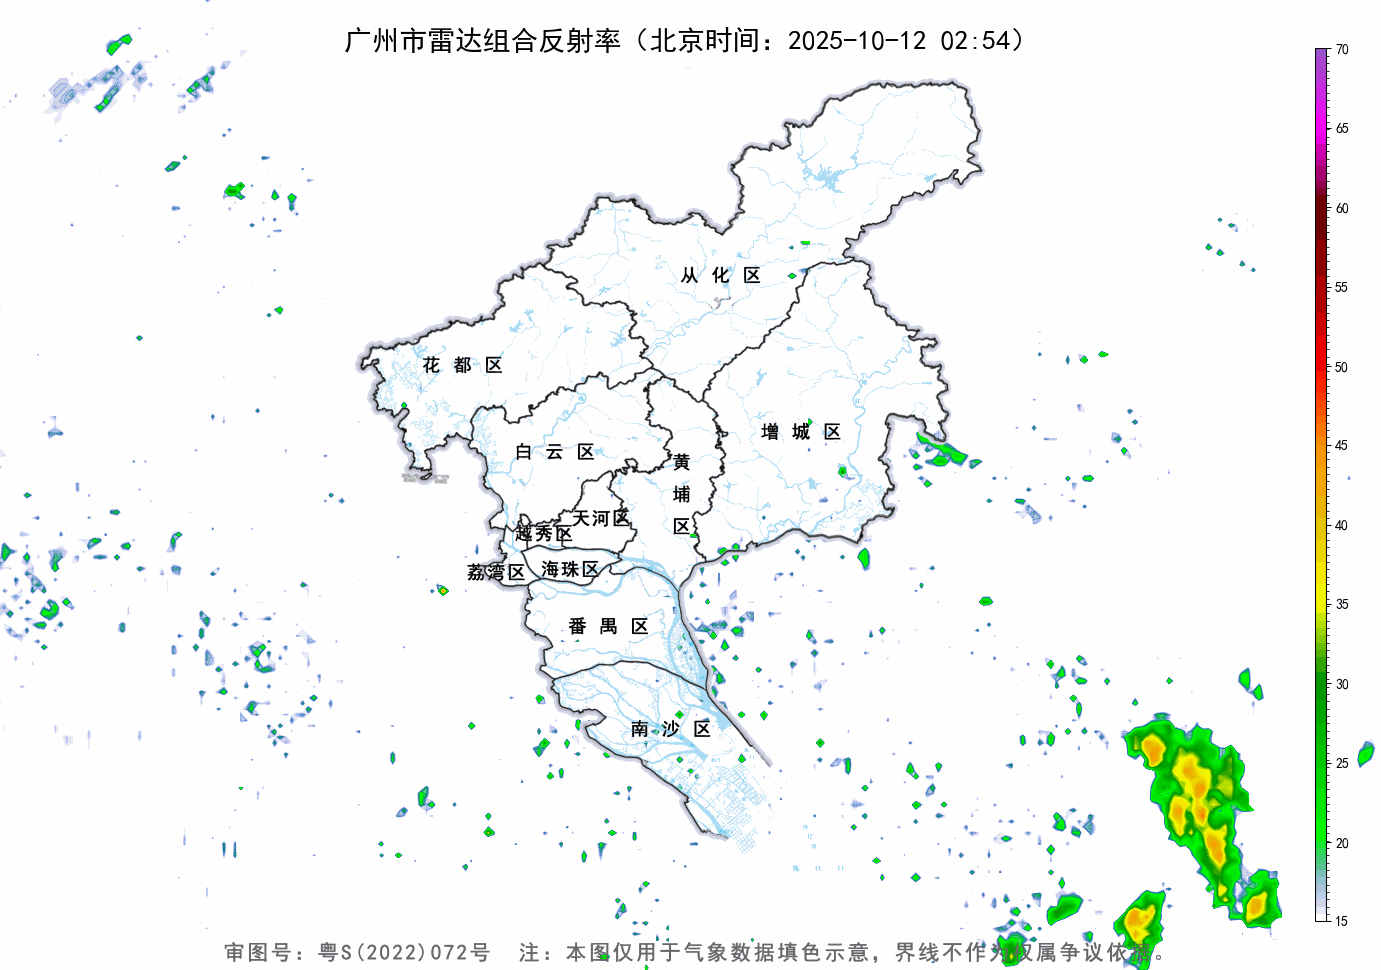 广州市雷达组合反射率（北京时间：2025-10-12 02:54）
70
65
60
55
50
45
40
35
30
25
20
15
从化区
花都区
增城区
白云区
黄埔区
天河区
越秀区
海珠区
荔湾区
番禺区
南沙区
审图号：粤S(2022)072号 注：本图仅用于气象数据填色示意，界线不作为权属争议依据。